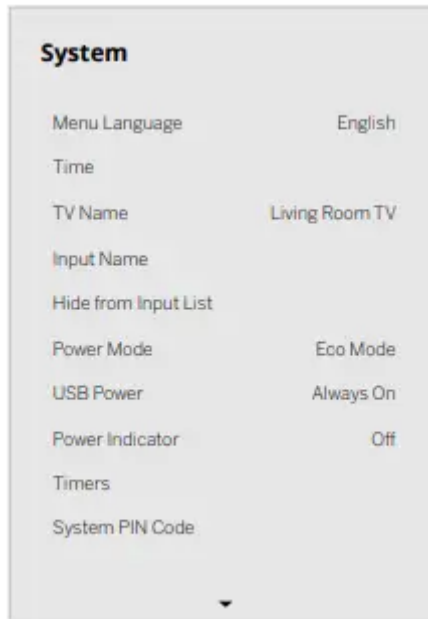 System
Menu Language English
Time
TV Name Living Room TV
Input Name
Hide from Input List
Power Mode Eco Mode
USB Power Always On
Power Indicator Off
Timers
System PIN Code